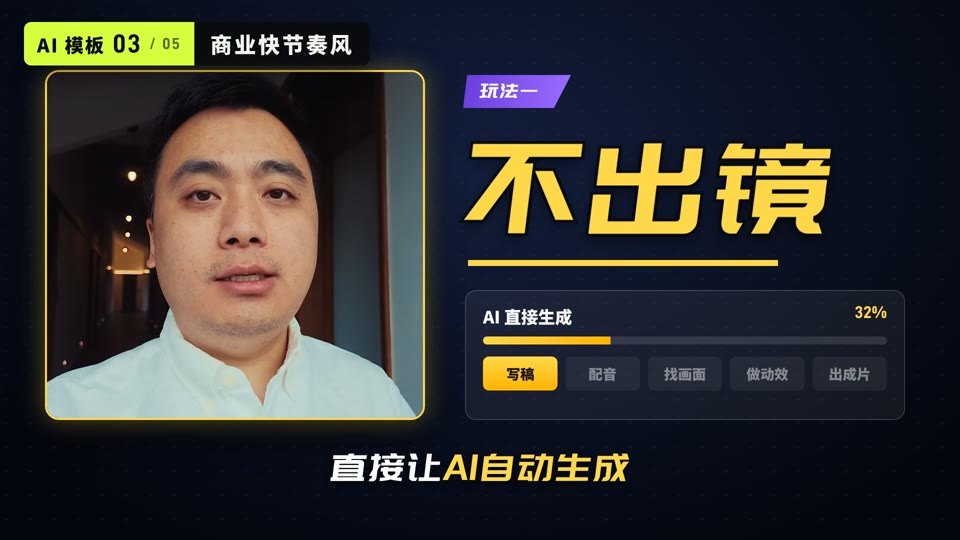 AI 模板 03 / 05 商业快节奏风
玩法一
不出镜
AI 直接生成 32%
写稿 配音 找画面 做动效 出成片
直接让AI自动生成